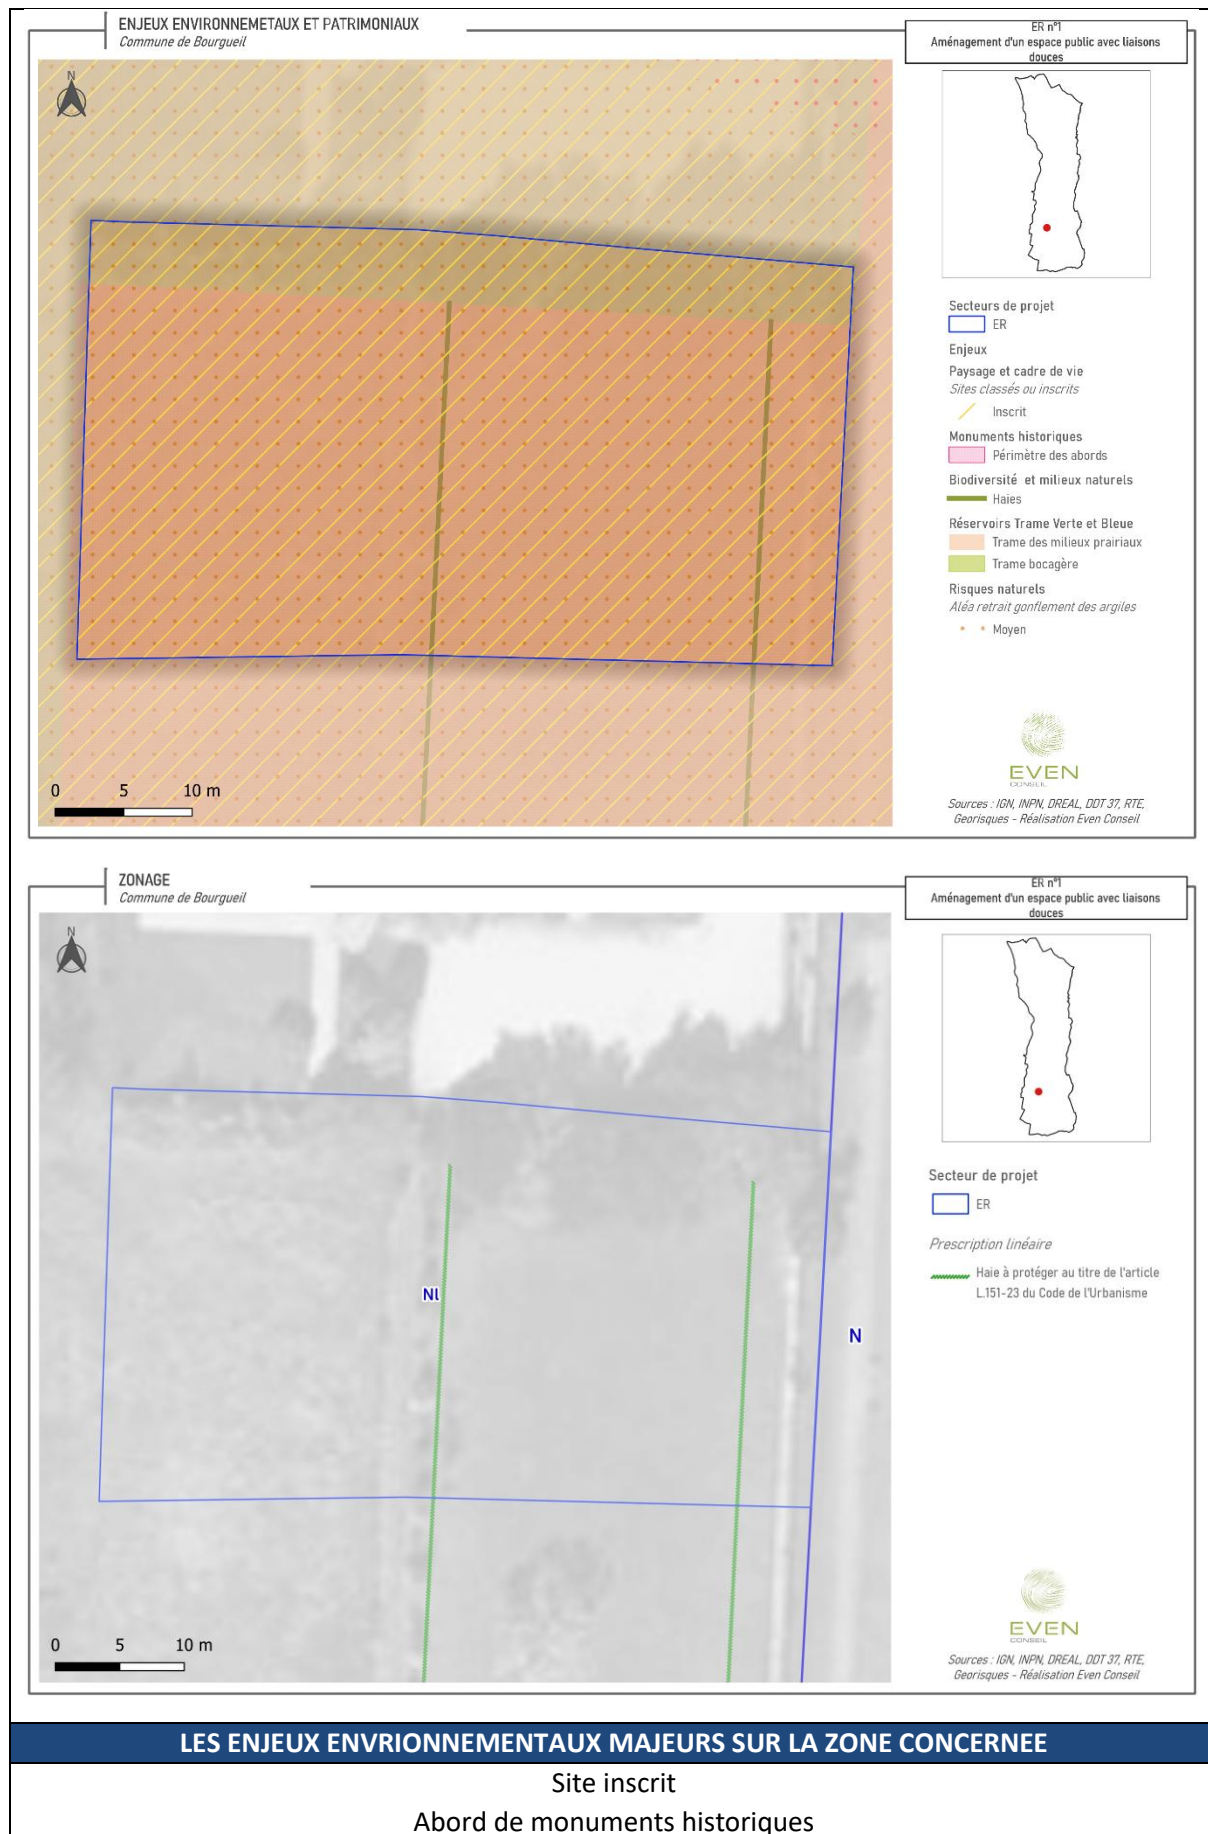 ENJEUX ENVIRONNEMETAUX ET PATRIMONIAUX
Commune de Bourgueil
ER n°1
Aménagement d'un espace public avec liaisons
douces
N
0 5 10 m
Secteurs de projet
ER
Enjeux
Paysage et cadre de vie
Sites classés ou inscrits
Inscrit
Monuments historiques
Périmètre des abords
Biodiversité et milieux naturels
Haies
Réservoirs Trame Verte et Bleue
Trame des milieux prairiaux
Trame bocagère
Risques naturels
Aléa retrait gonflement des argiles
Moyen
EVEN
CONSEIL
Sources : IGN, INPN, DREAL, DDT 37, RTE,
Georisques - Réalisation Even Conseil
ZONAGE
Commune de Bourgueil
ER n°1
Aménagement d'un espace public avec liaisons
douces
N
Nl
N
0 5 10 m
Secteur de projet
ER
Prescription linéaire
Haie à protéger au titre de l'article
L.151-23 du Code de l'Urbanisme
EVEN
CONSEIL
Sources : IGN, INPN, DREAL, DDT 37, RTE,
Georisques - Réalisation Even Conseil
LES ENJEUX ENVRIONNEMENTAUX MAJEURS SUR LA ZONE CONCERNEE
Site inscrit
Abord de monuments historiques